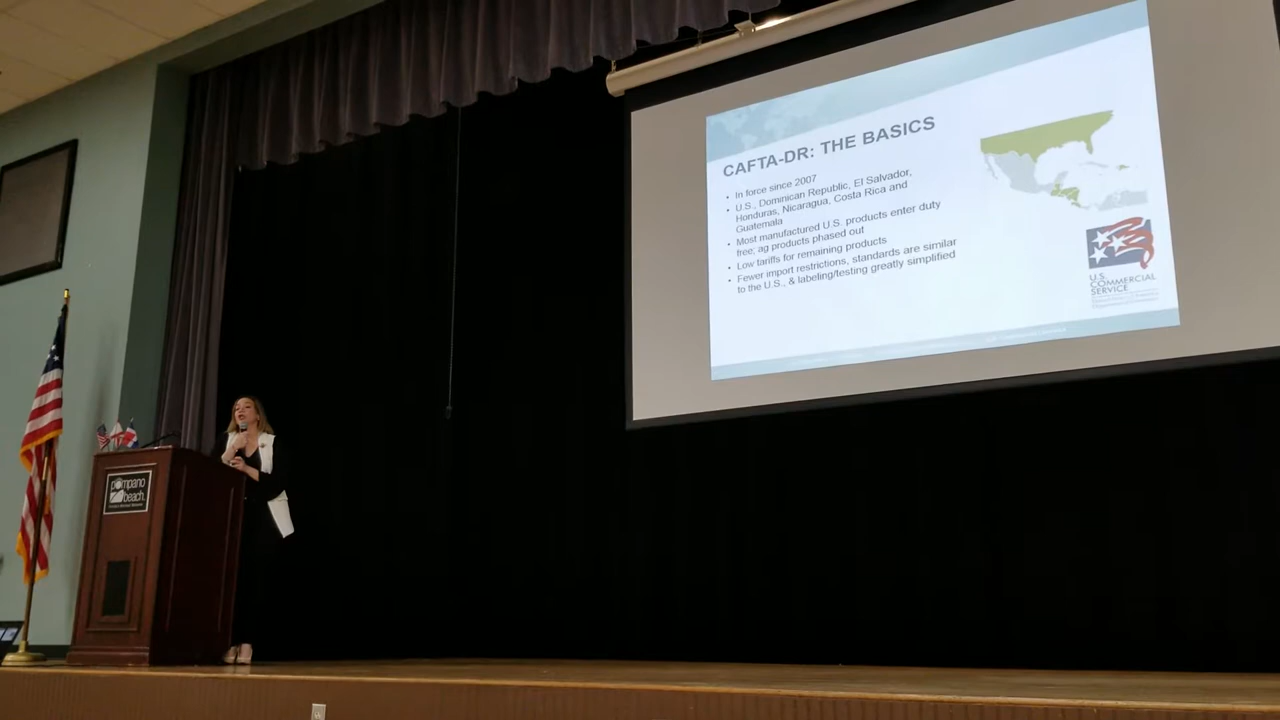 CAFTA-DR: THE BASICS
• In force since 2007
• U.S., Dominican Republic, El Salvador,
Honduras, Nicaragua, Costa Rica and
Guatemala
• Most manufactured U.S. products enter duty
free; ag products phased out
• Low tariffs for remaining products
• Fewer import restrictions, standards are similar
to the U.S., & labeling/testing greatly simplified
U.S.
COMMERCIAL
SERVICE
pompano
beach.